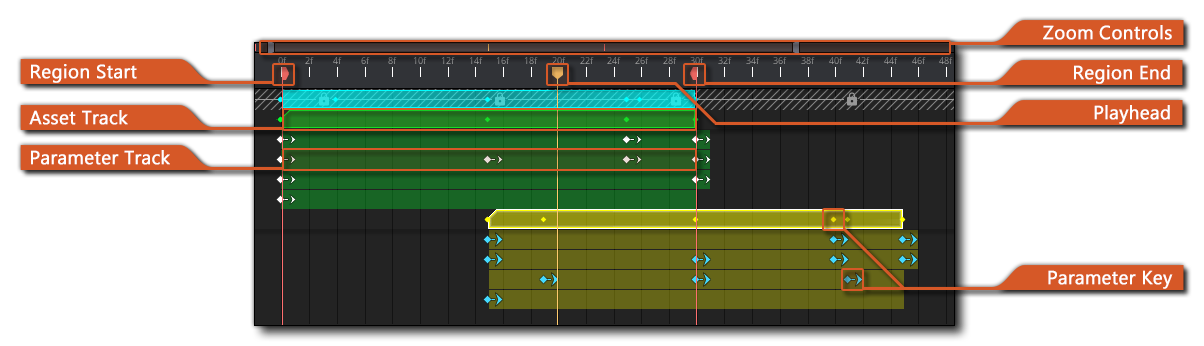 Zoom Controls
0f 2f 4f 6f 8f 10f 12f 14f 16f 18f 20f 22f 24f 26f 28f 30f 32f 34f 36f 38f 40f 42f 44f 46f 48f
Region Start
Region End
Playhead
Asset Track
Parameter Track
Parameter Key